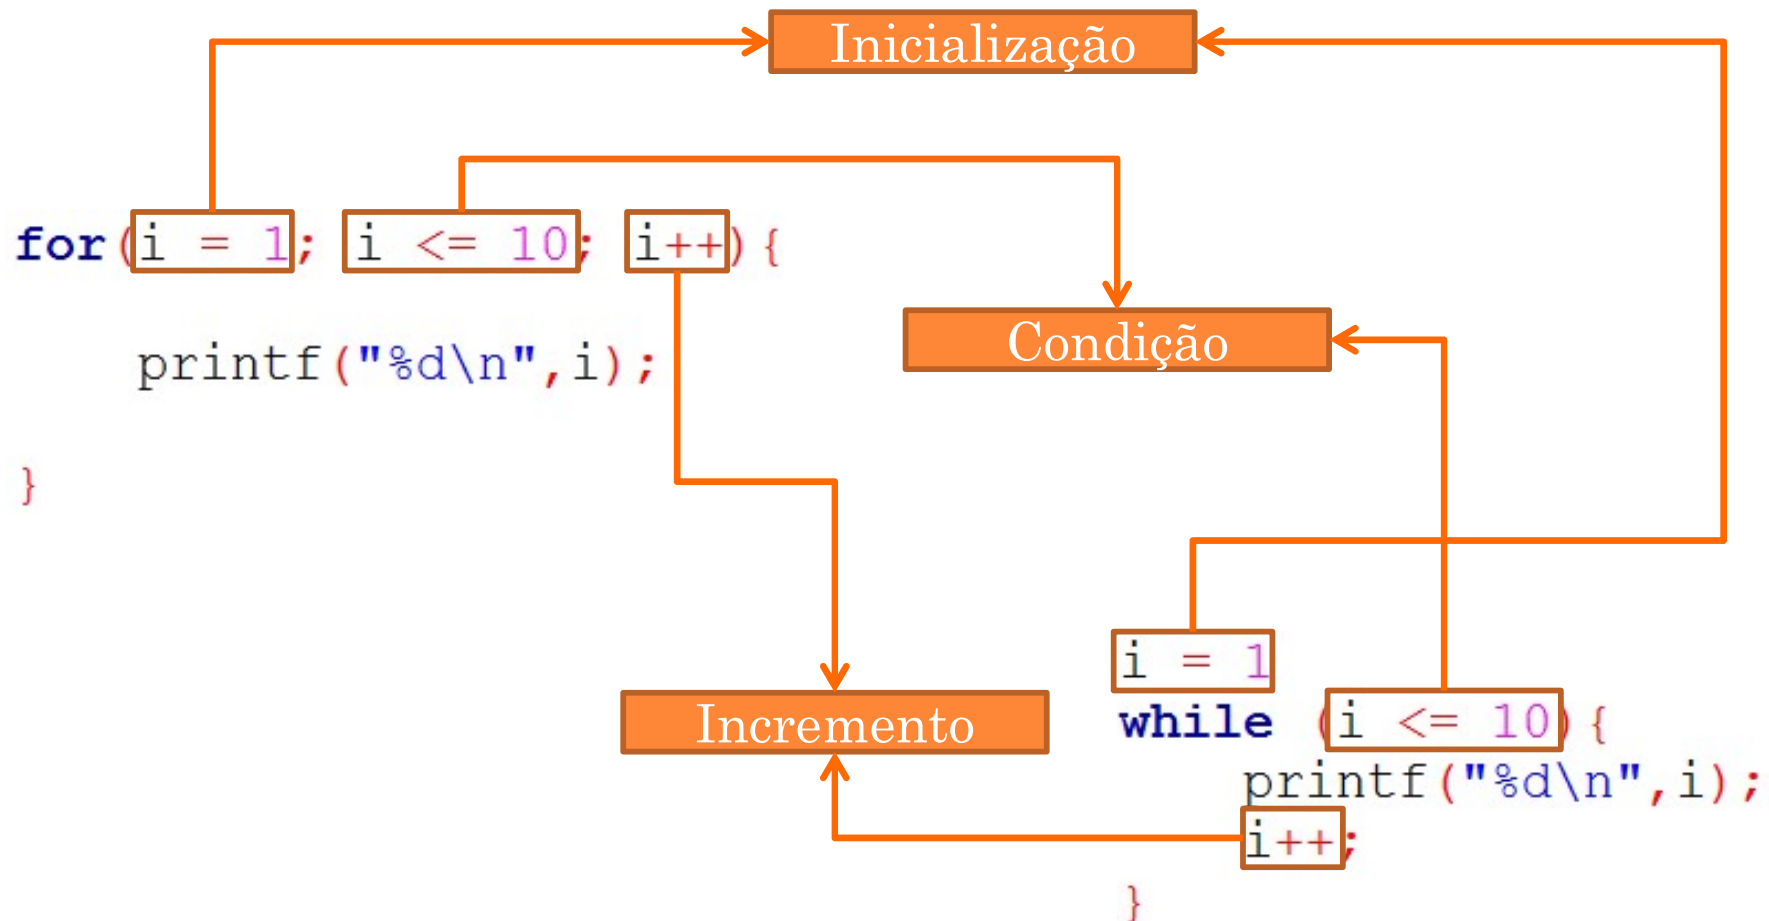 Inicialização
for(i = 1; i <= 10; i++){
Condição
printf("%d\n",i);
}
i = 1
Incremento
while (i <= 10){
printf("%d\n",i);
i++;
}